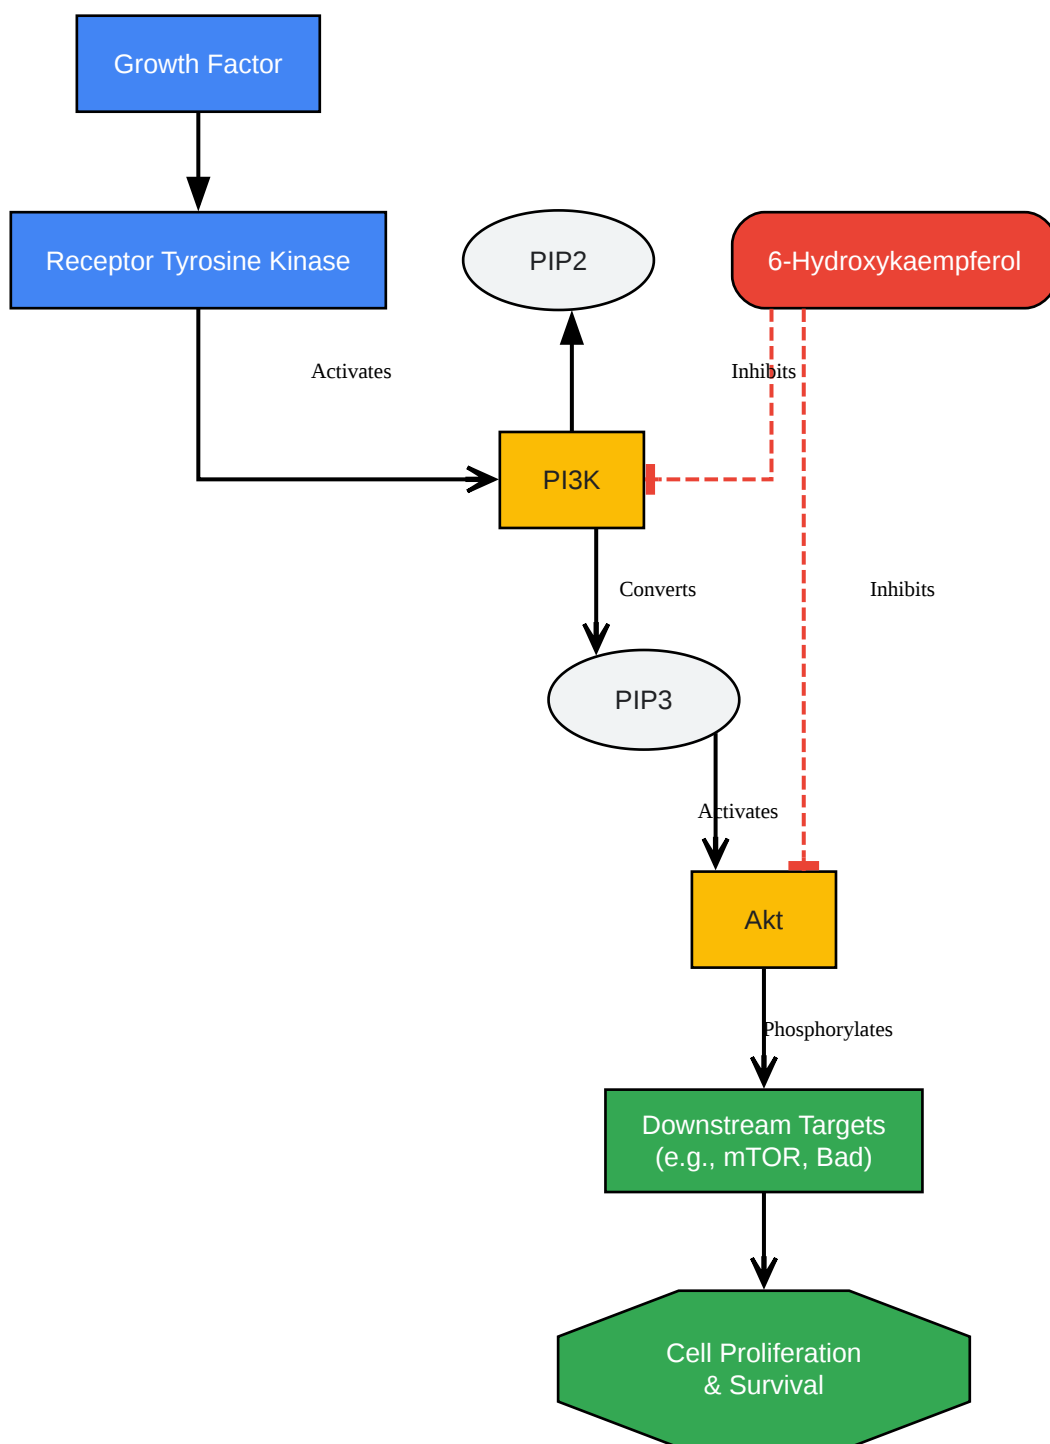 Growth Factor
Receptor Tyrosine Kinase
PIP2
6-Hydroxykaempferol
Activates
Inhibits
PI3K
Converts
Inhibits
PIP3
Activates
Akt
Phosphorylates
Downstream Targets
(e.g., mTOR, Bad)
Cell Proliferation
& Survival